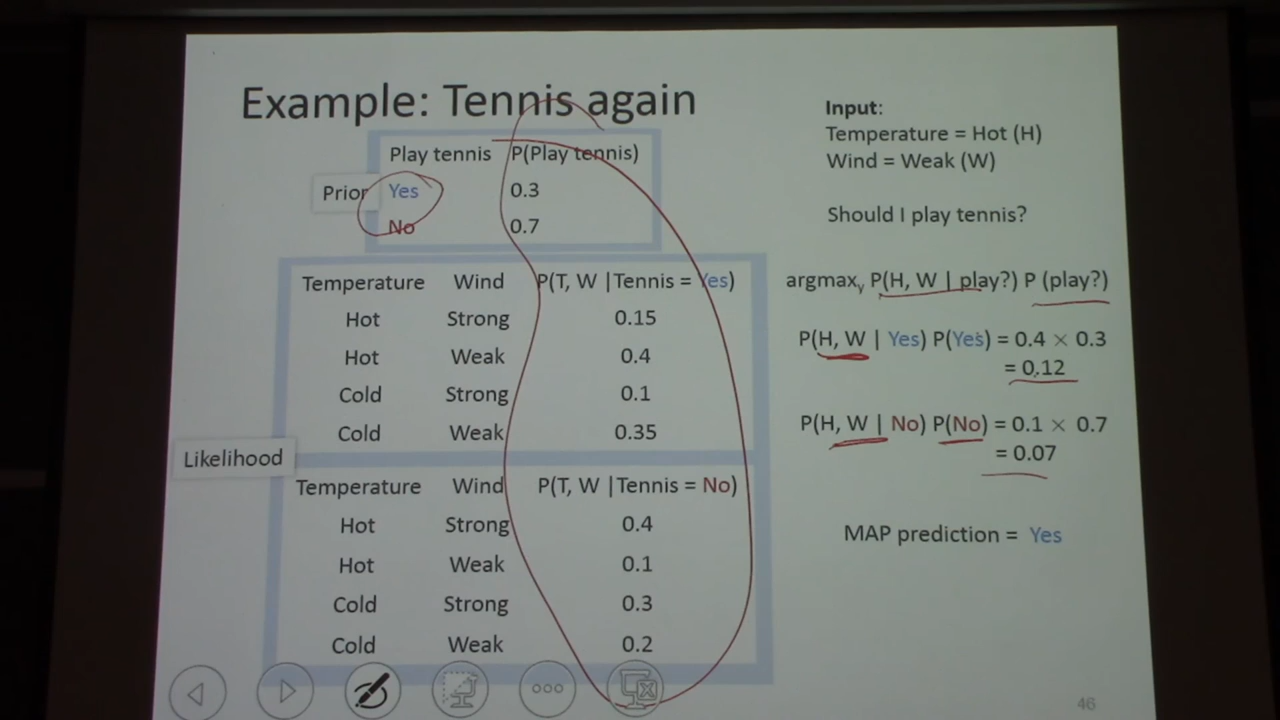 Example: Tennis again
Play tennis P(Play tennis)
Prior Yes 0.3
No 0.7
Temperature Wind P(T, W |Tennis = Yes)
Hot Strong 0.15
Hot Weak 0.4
Cold Strong 0.1
Cold Weak 0.35
Likelihood
Temperature Wind P(T, W |Tennis = No)
Hot Strong 0.4
Hot Weak 0.1
Cold Strong 0.3
Cold Weak 0.2
Input:
Temperature = Hot (H)
Wind = Weak (W)
Should I play tennis?
argmaxy P(H, W | play?) P (play?)
P(H, W | Yes) P(Yes) = 0.4 × 0.3
= 0.12
P(H, W | No) P(No) = 0.1 × 0.7
= 0.07
MAP prediction = Yes
46